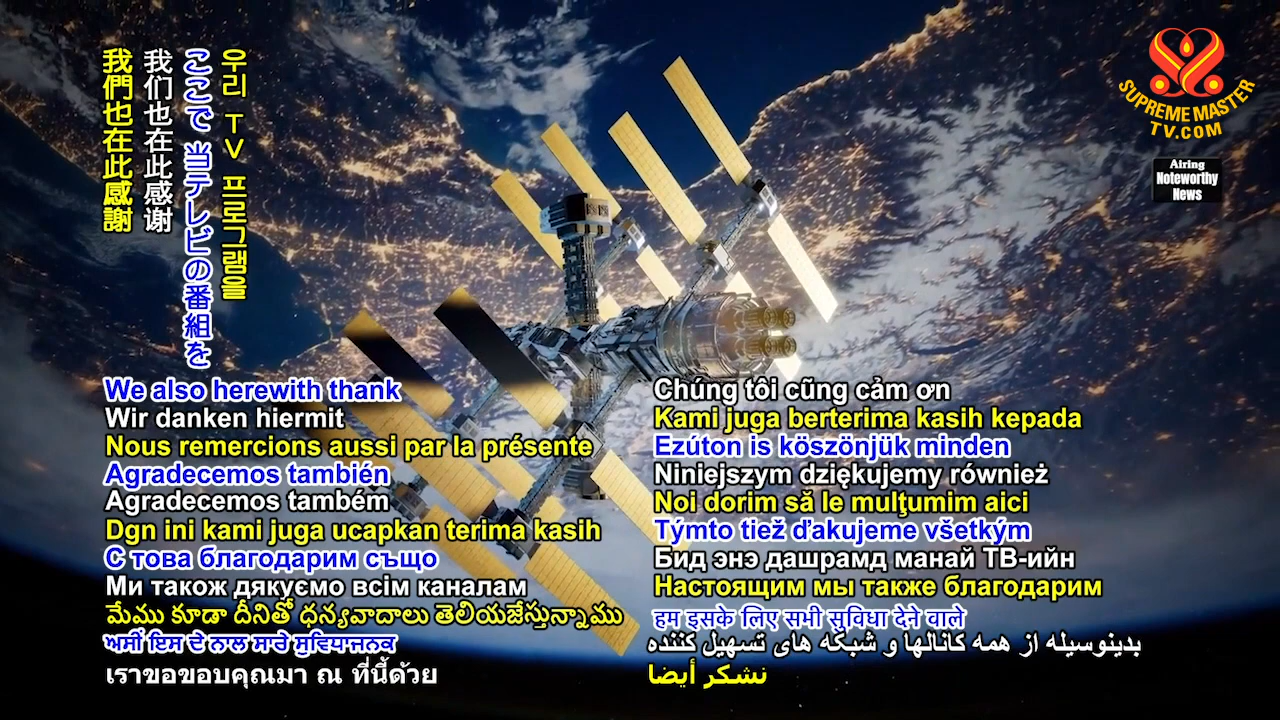 我們也在此感謝
我们也在此感谢
ここで 当テレビの番組を
우리 TV 프로그램을
SUPREME MASTER
TV.COM
Airing
Noteworthy
News
We also herewith thank
Wir danken hiermit
Nous remercions aussi par la présente
Agradecemos también
Agradecemos também
Dgn ini kami juga ucapkan terima kasih
С това благодарим също
Ми також дякуємо всім каналам
మేము కూడా దీనితో ధన్యవాదాలు తెలియజేస్తున్నాము
ਅਸੀਂ ਇਸ ਦੇ ਨਾਲ ਸਾਰੇ ਸੁਵਿਧਾਜਨਕ
เราขอขอบคุณมา ณ ที่นี้ด้วย
Chúng tôi cũng cảm ơn
Kami juga berterima kasih kepada
Ezúton is köszönjük minden
Niniejszym dziękujemy również
Noi dorim să le mulţumim aici
Týmto tiež ďakujeme všetkým
Бид энэ дашрамд манай ТВ-ийн
Настоящим мы также благодарим
हम इसके लिए सभी सुविधा देने वाले
بدینوسیله از همه کانالها و شبکه های تسهیل کننده
نشكر أيضا